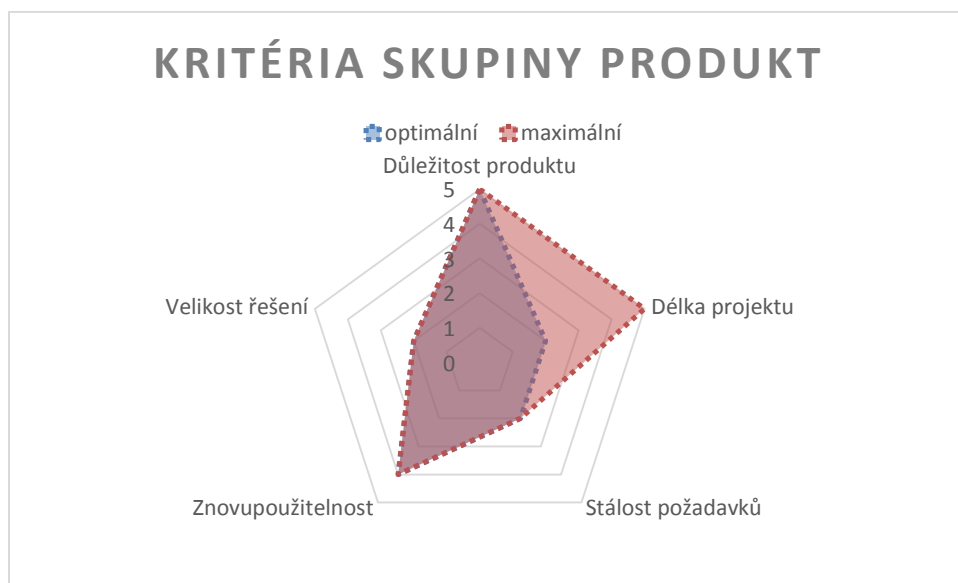 KRITÉRIA SKUPINY PRODUKT
optimální maximální
Důležitost produktu
5
4
3
Velikost řešení Délka projektu
2
1
0
Znovupoužitelnost Stálost požadavků